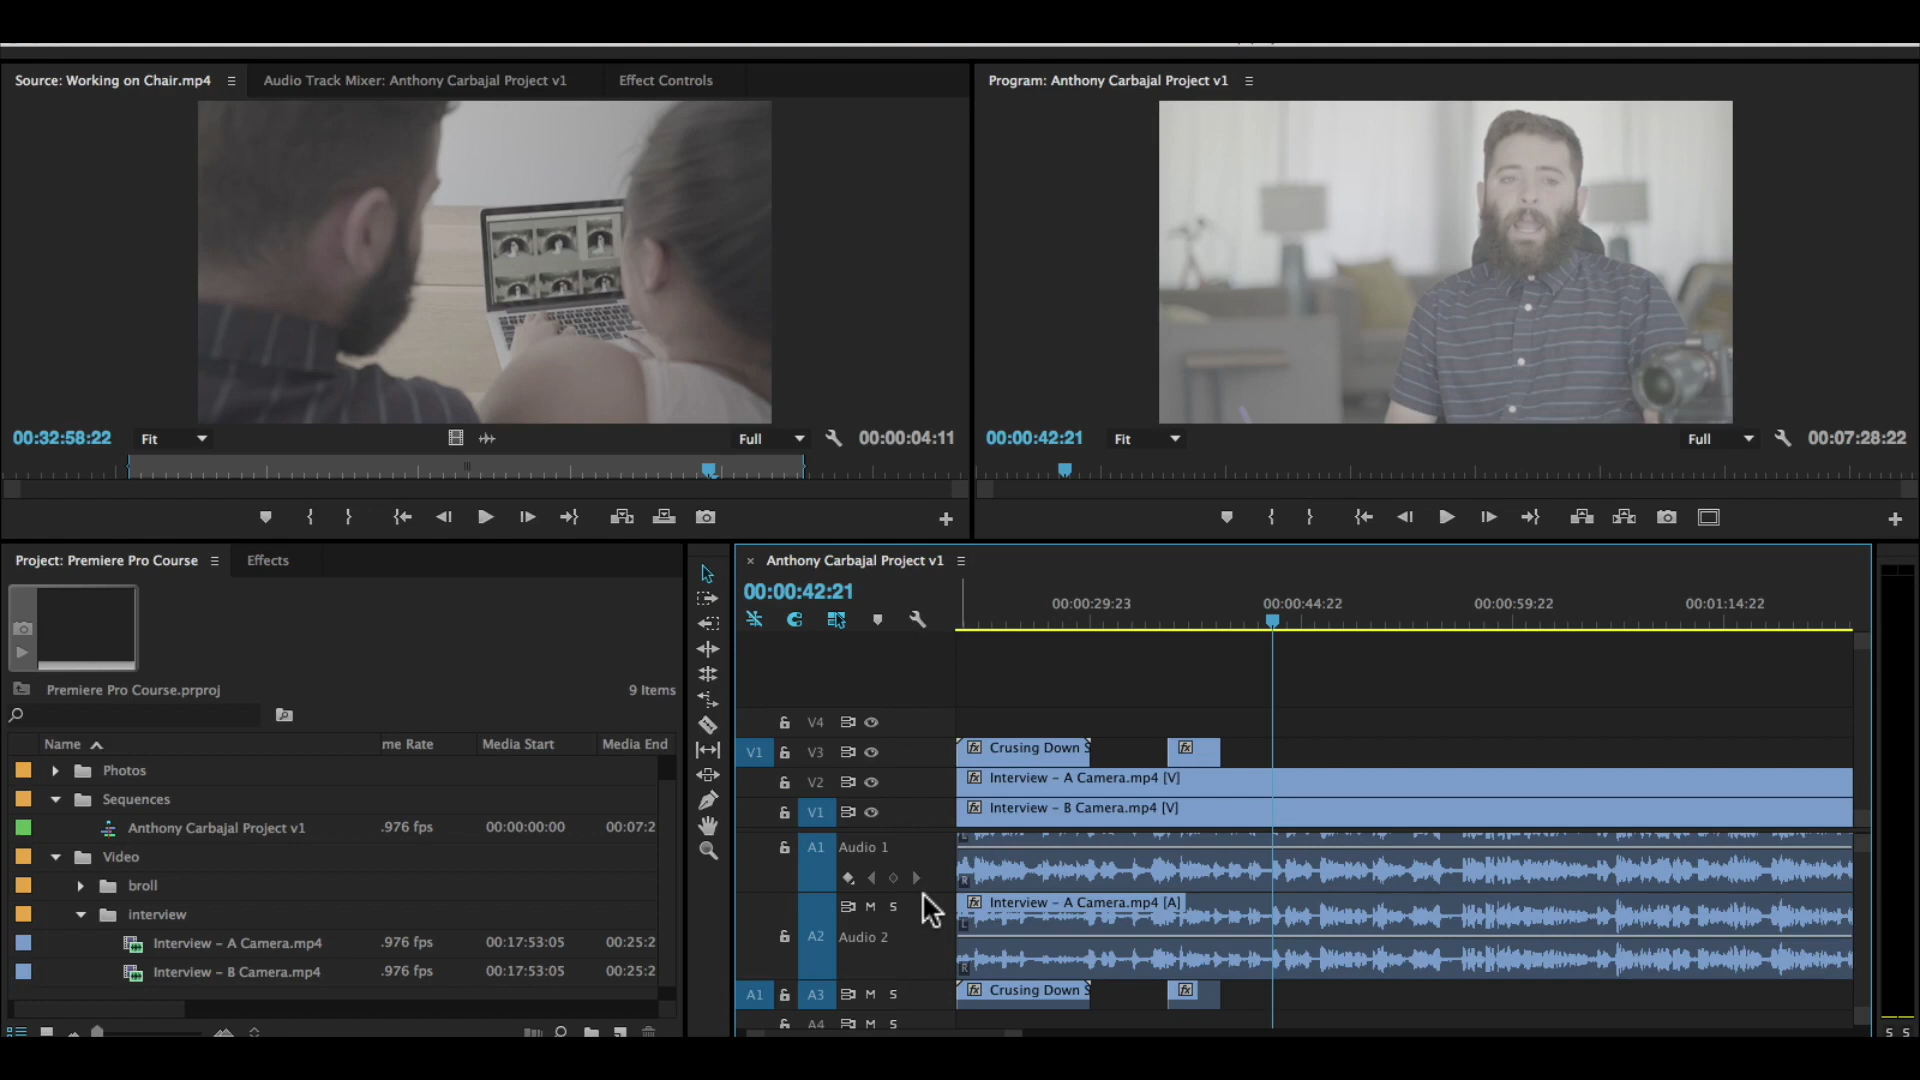 Source: Working on Chair.mp4
Audio Track Mixer: Anthony Carbajal Project v1
Effect Controls
Program: Anthony Carbajal Project v1
00:32:58:22
Fit
Full
00:00:04:11
00:00:42:21
Fit
Full
00:07:28:22
Project: Premiere Pro Course
Effects
Premiere Pro Course.prproj
9 Items
Name
me Rate
Media Start
Media End
Photos
Sequences
Anthony Carbajal Project v1
.976 fps
00:00:00:00
00:07:2
Video
broll
interview
Interview - A Camera.mp4
.976 fps
00:17:53:05
00:25:2
Interview - B Camera.mp4
.976 fps
00:17:53:05
00:25:2
Anthony Carbajal Project v1
00:00:42:21
00:00:29:23
00:00:44:22
00:00:59:22
00:01:14:22
V4
V1
V3
fx
Crusing Down S
fx
V2
fx
Interview - A Camera.mp4 [V]
V1
fx
Interview - B Camera.mp4 [V]
A1
Audio 1
R
M
S
fx
Interview - A Camera.mp4 [A]
L
A2
Audio 2
R
A1
A3
M
S
fx
Crusing Down S
fx
A4
M
S
S
S